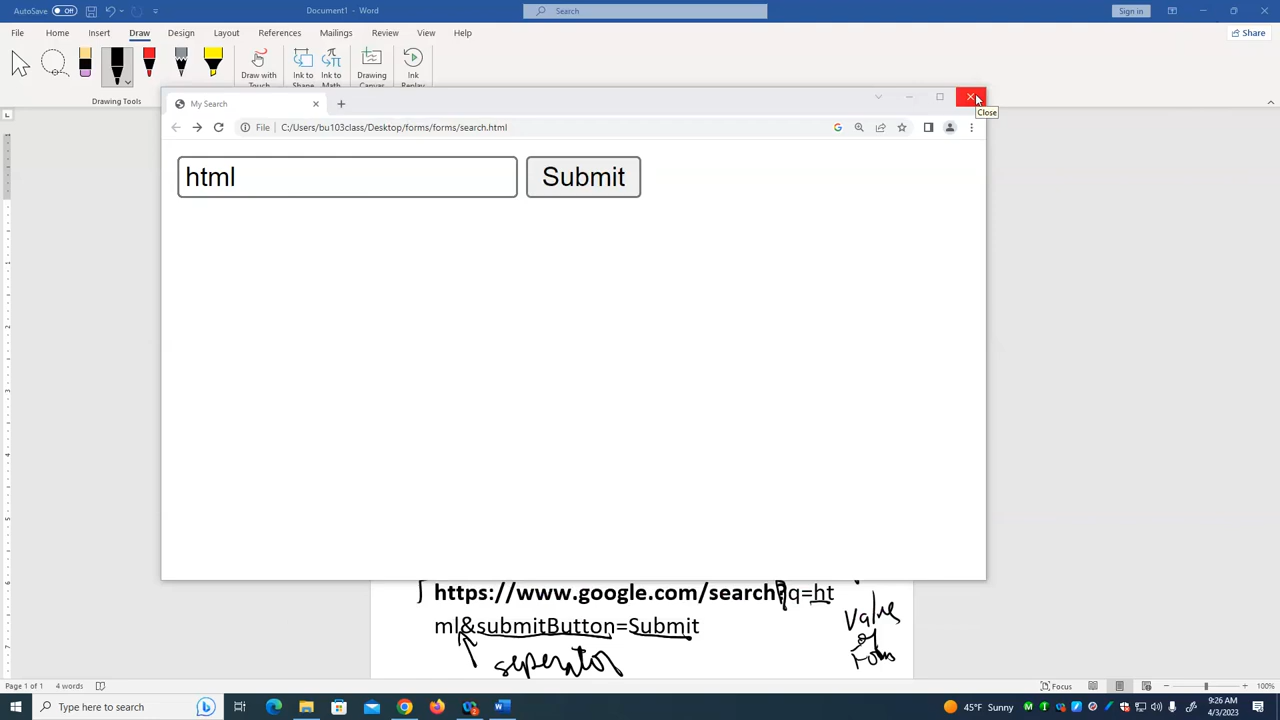 AutoSave Off Document1 - Word Search Sign in
File Home Insert Draw Design Layout References Mailings Review View Help Share
Draw with Touch Ink to Shape Ink to Math Drawing Canvas Ink Replay
Drawing Tools
My Search
Close
File C:/Users/bu103class/Desktop/forms/forms/search.html
html Submit
https://www.google.com/search?q=ht
ml&submitButton=Submit
seperator
values
of
Form
Page 1 of 1 4 words Focus 100%
Type here to search 45°F Sunny 9:26 AM
4/3/2023